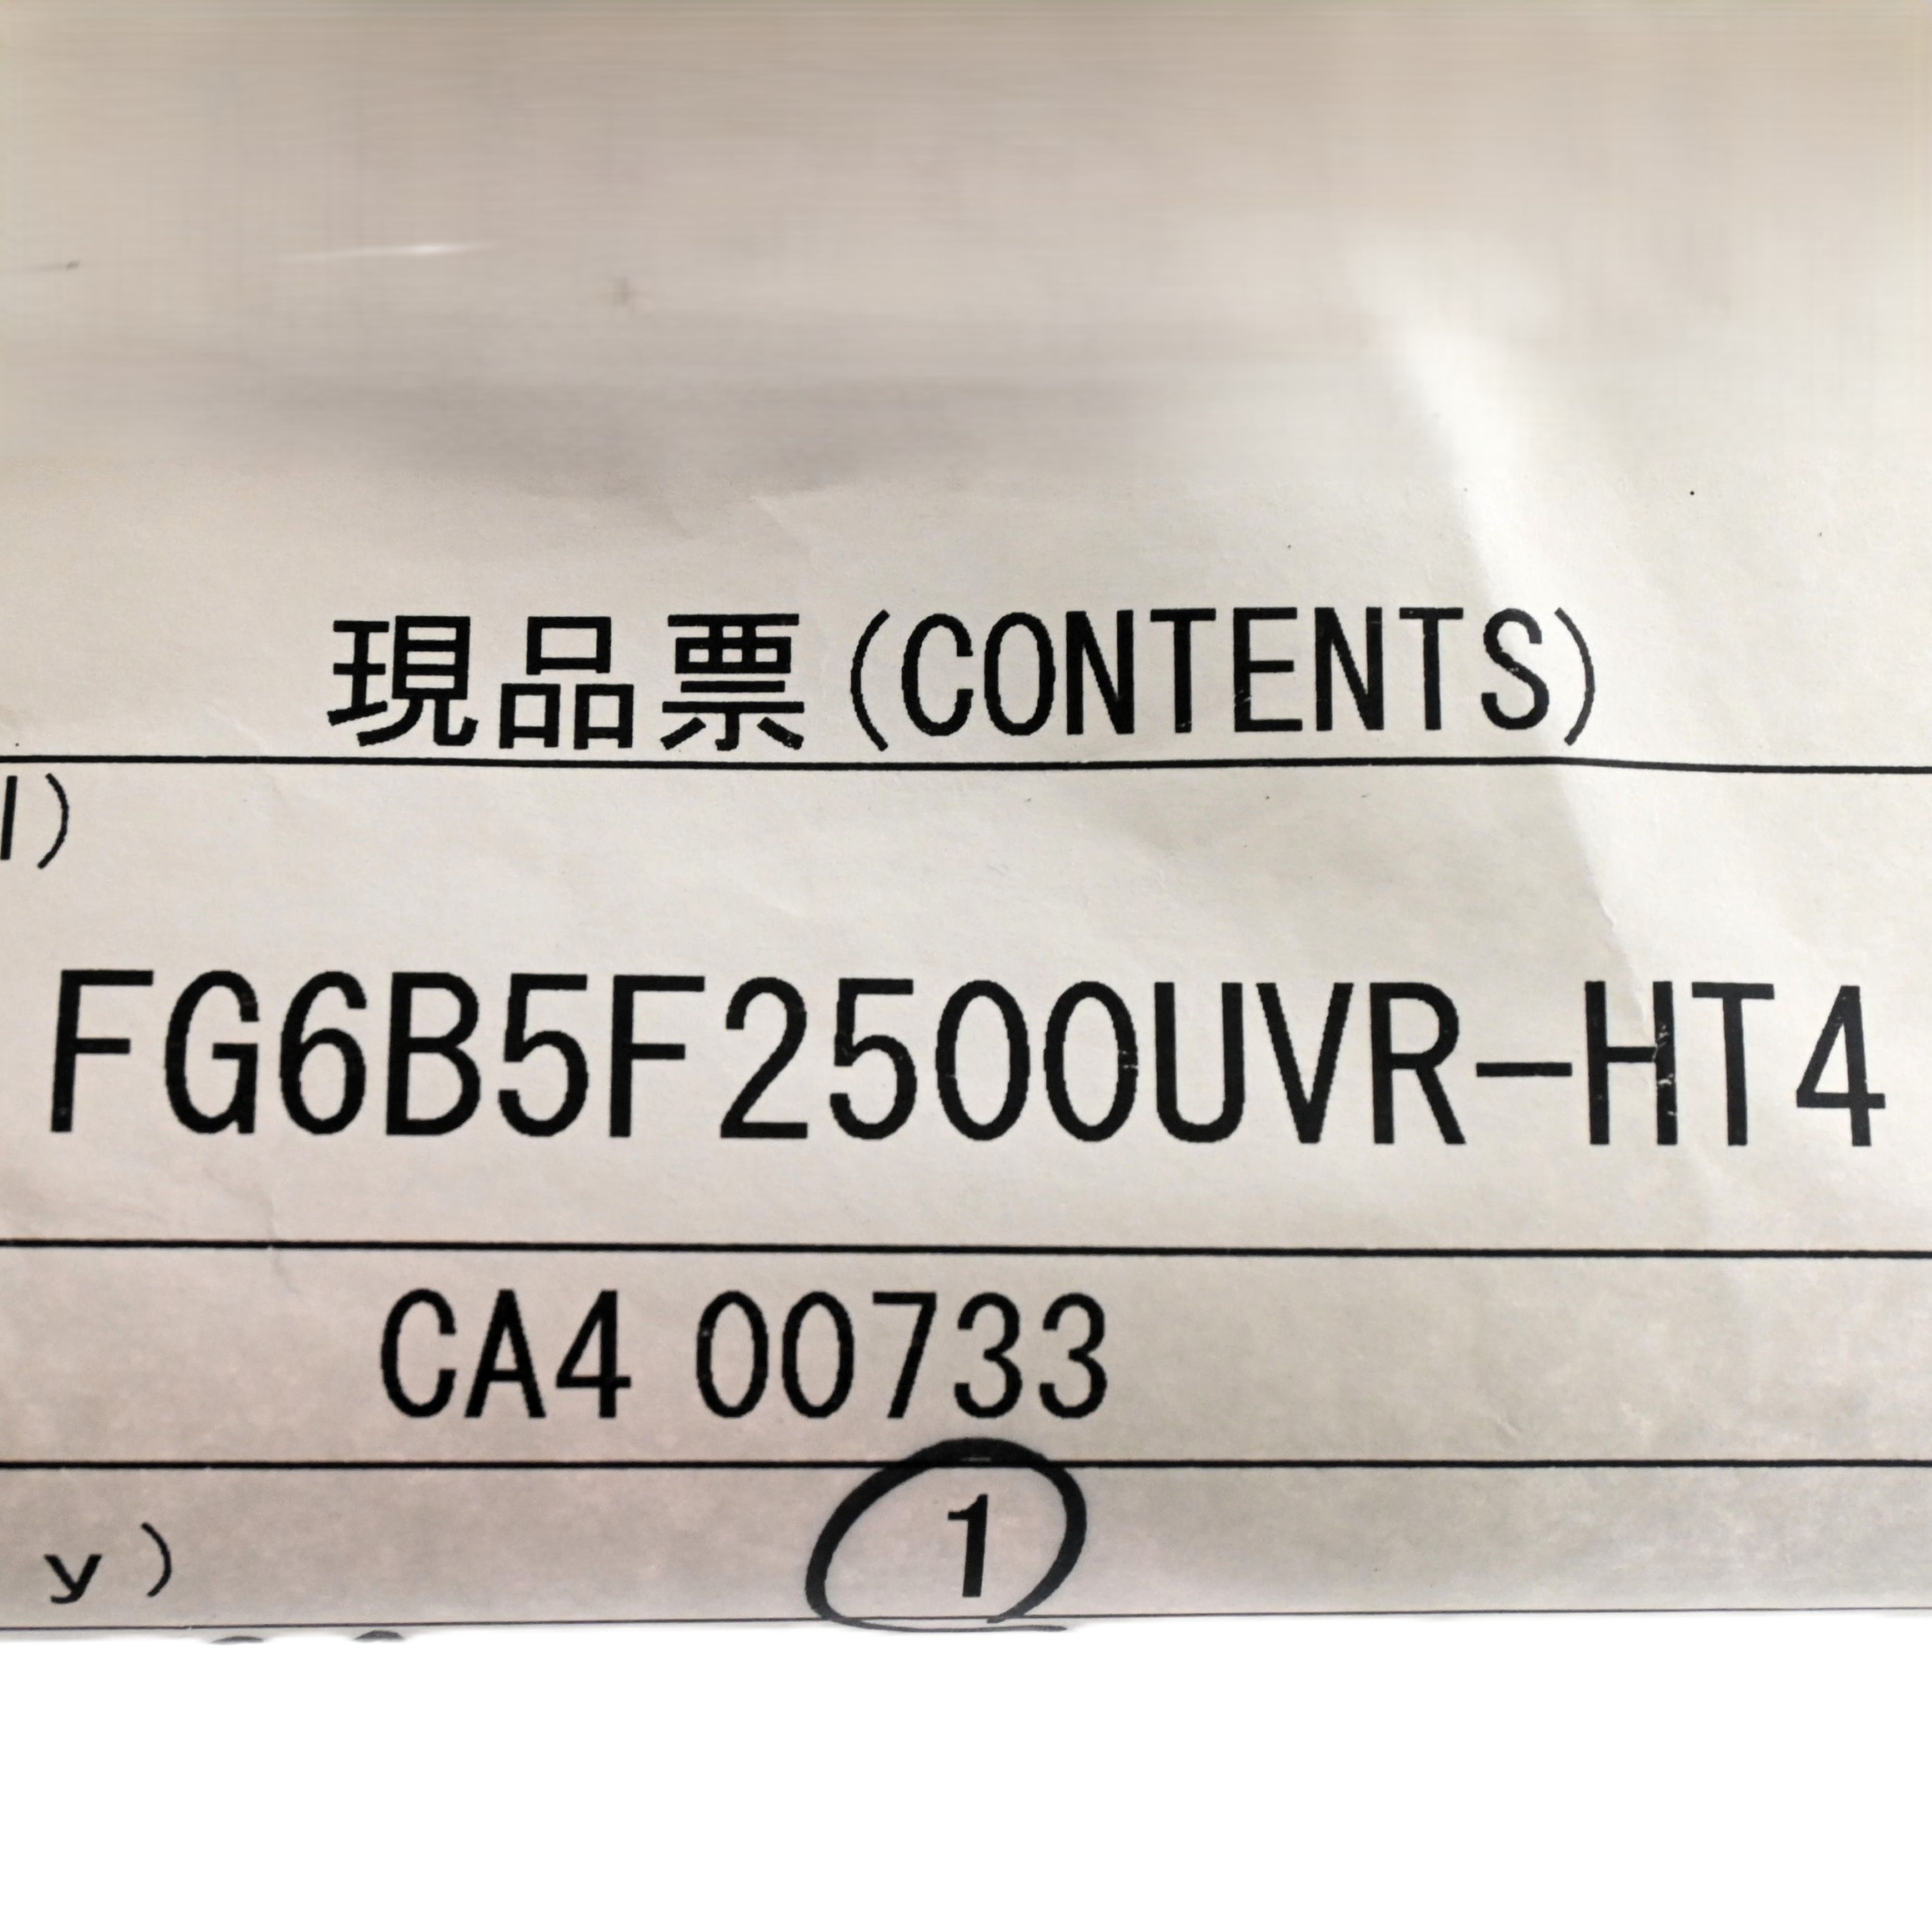 現品票(CONTENTS)
l)
FG6B5F2500UVR-HT4
CA4 00733
y) 1